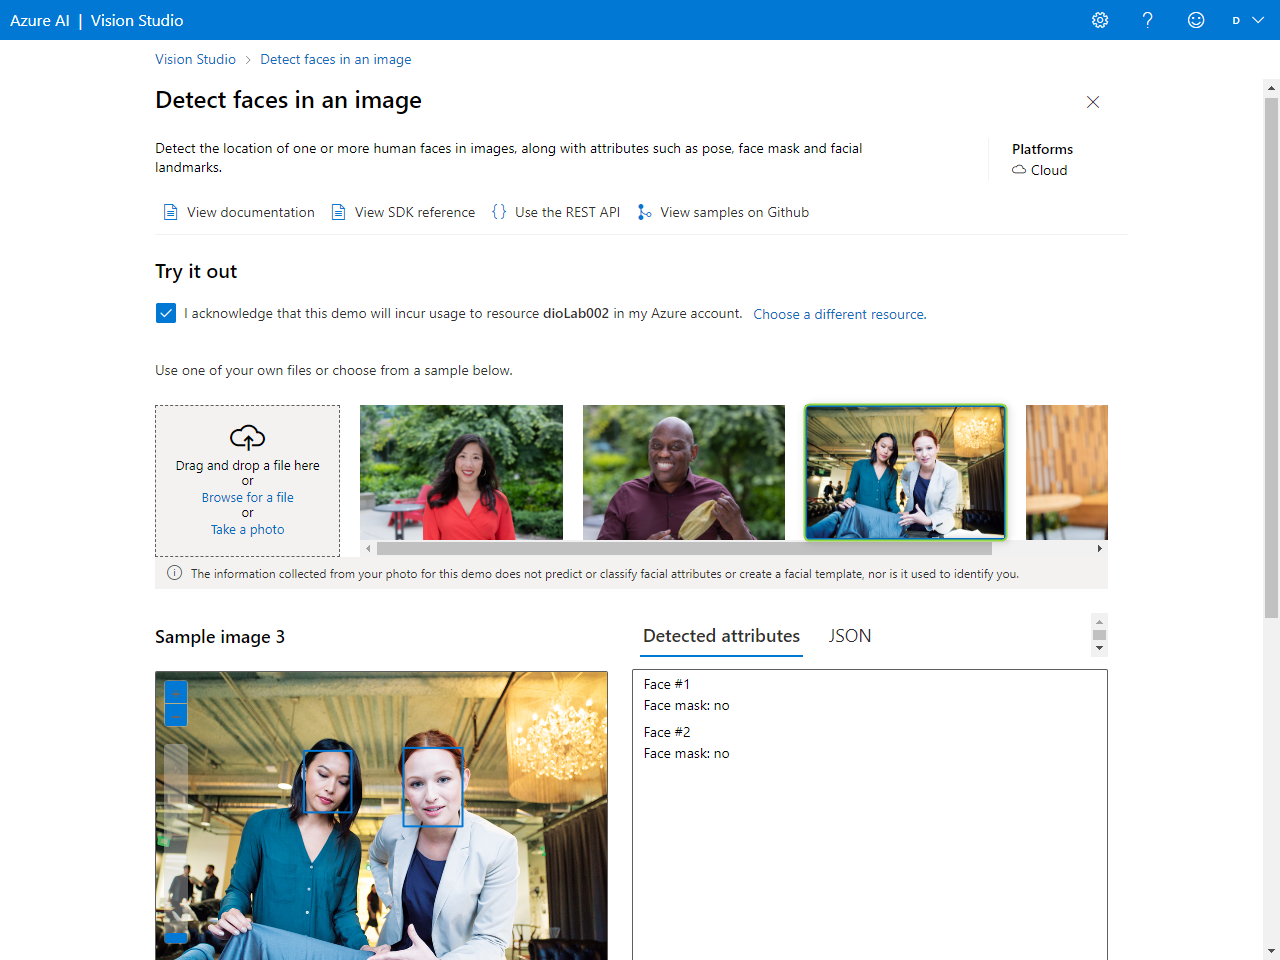 Azure AI | Vision Studio
D
Vision Studio > Detect faces in an image
Detect faces in an image
Detect the location of one or more human faces in images, along with attributes such as pose, face mask and facial
landmarks.
Platforms
Cloud
View documentation
View SDK reference
{ } Use the REST API
View samples on Github
Try it out
I acknowledge that this demo will incur usage to resource dioLab002 in my Azure account. Choose a different resource.
Use one of your own files or choose from a sample below.
Drag and drop a file here
or
Browse for a file
or
Take a photo
The information collected from your photo for this demo does not predict or classify facial attributes or create a facial template, nor is it used to identify you.
Sample image 3
Detected attributes
JSON
Face #1
Face mask: no
Face #2
Face mask: no